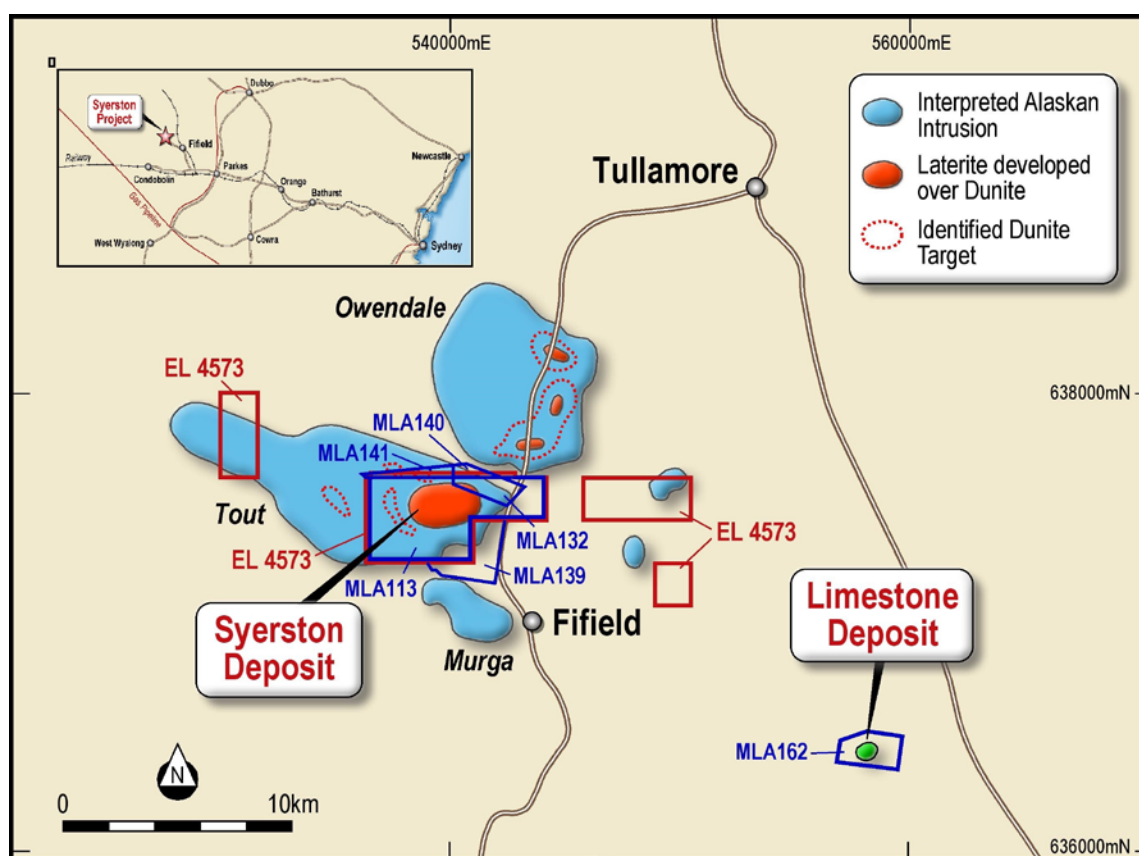 540000mE
560000mE
Syerston
Project
Dubbo
Fifield
Newcastle
Railway
Condobolin
Parkes
Orange
Bathurst
Gas Pipeline
West Wyalong
Cowra
Sydney
Interpreted Alaskan
Intrusion
Laterite developed
over Dunite
Identified Dunite
Target
Tullamore
Owendale
EL 4573
638000mN
MLA140
MLA141
Tout
EL 4573
MLA132
EL 4573
MLA113
MLA139
Syerston
Deposit
Fifield
Murga
Limestone
Deposit
MLA162
N
0
10km
636000mN